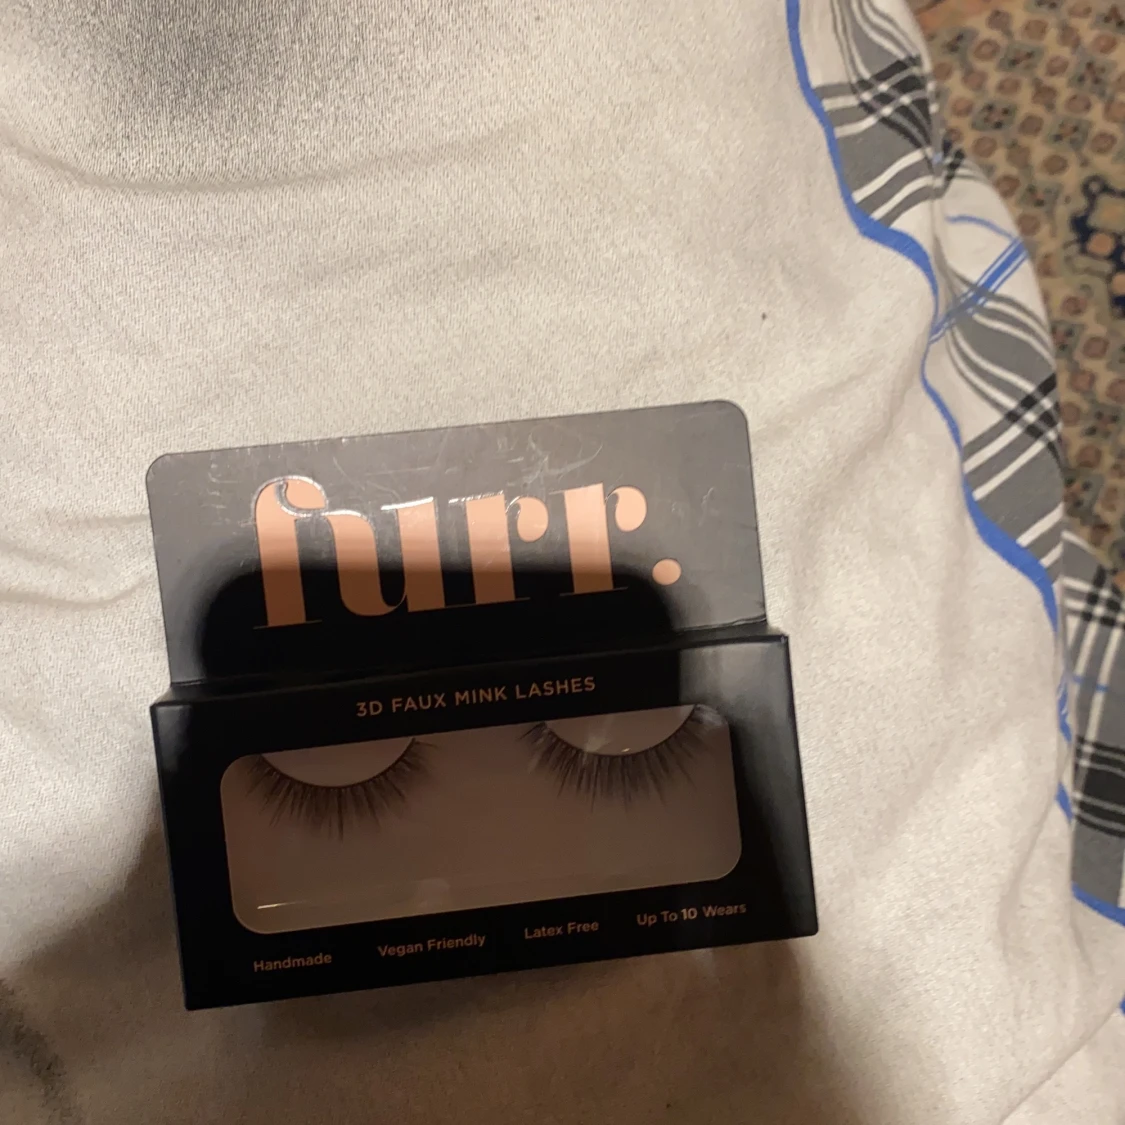 furr.
3D FAUX MINK LASHES
Handmade Vegan Friendly Latex Free Up To 10 Wears